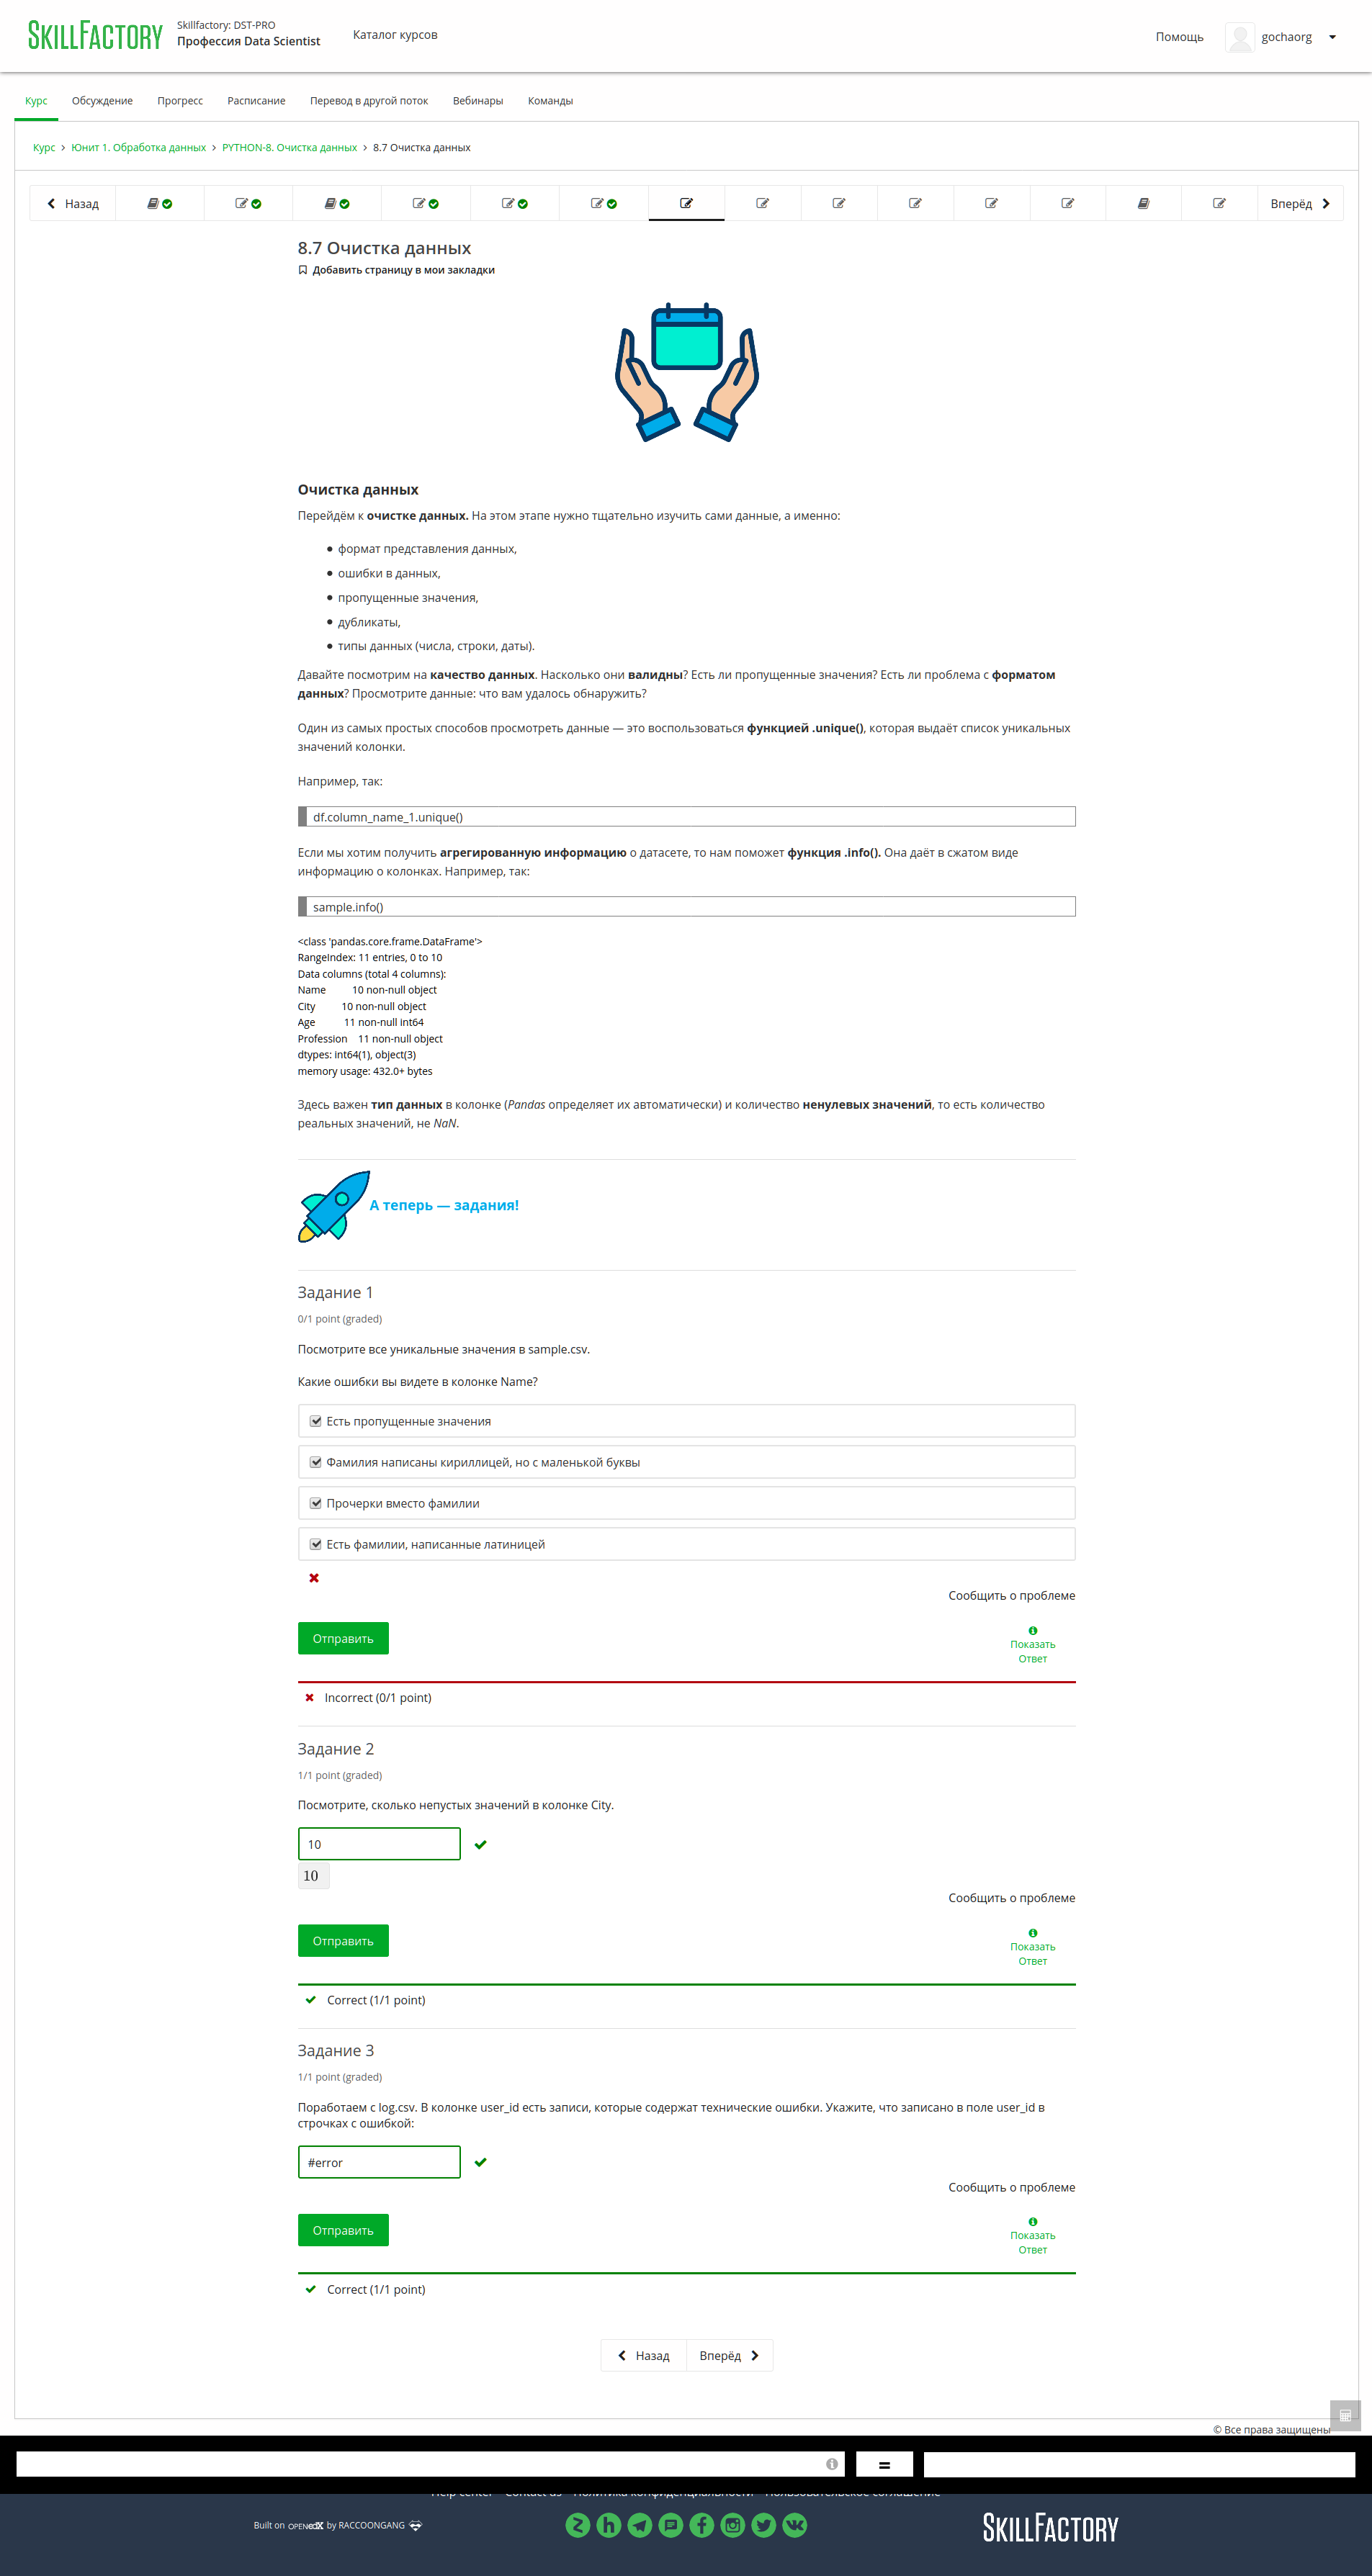 SKILLFACTORY
Skillfactory: DST-PRO
Профессия Data Scientist
Каталог курсов
Помощь
gochaorg
Курс Обсуждение Прогресс Расписание Перевод в другой поток Вебинары Команды
Курс > Юнит 1. Обработка данных > PYTHON-8. Очистка данных > 8.7 Очистка данных
Назад
Вперёд
8.7 Очистка данных
Добавить страницу в мои закладки
Очистка данных
Перейдём к очистке данных. На этом этапе нужно тщательно изучить сами данные, а именно:
формат представления данных,
ошибки в данных,
пропущенные значения,
дубликаты,
типы данных (числа, строки, даты).
Давайте посмотрим на качество данных. Насколько они валидны? Есть ли пропущенные значения? Есть ли проблема с форматом
данных? Просмотрите данные: что вам удалось обнаружить?
Один из самых простых способов просмотреть данные — это воспользоваться функцией .unique(), которая выдаёт список уникальных
значений колонки.
Например, так:
df.column_name_1.unique()
Если мы хотим получить агрегированную информацию о датасете, то нам поможет функция .info(). Она даёт в сжатом виде
информацию о колонках. Например, так:
sample.info()
<class 'pandas.core.frame.DataFrame'>
RangeIndex: 11 entries, 0 to 10
Data columns (total 4 columns):
Name 10 non-null object
City 10 non-null object
Age 11 non-null int64
Profession 11 non-null object
dtypes: int64(1), object(3)
memory usage: 432.0+ bytes
Здесь важен тип данных в колонке (Pandas определяет их автоматически) и количество ненулевых значений, то есть количество
реальных значений, не NaN.
А теперь — задания!
Задание 1
0/1 point (graded)
Посмотрите все уникальные значения в sample.csv.
Какие ошибки вы видете в колонке Name?
Есть пропущенные значения
Фамилия написаны кириллицей, но с маленькой буквы
Прочерки вместо фамилии
Есть фамилии, написанные латиницей
Сообщить о проблеме
Отправить
Показать
Ответ
Incorrect (0/1 point)
Задание 2
1/1 point (graded)
Посмотрите, сколько непустых значений в колонке City.
10
10
Сообщить о проблеме
Отправить
Показать
Ответ
Correct (1/1 point)
Задание 3
1/1 point (graded)
Поработаем с log.csv. В колонке user_id есть записи, которые содержат технические ошибки. Укажите, что записано в поле user_id в
строчках с ошибкой:
#error
Сообщить о проблеме
Отправить
Показать
Ответ
Correct (1/1 point)
Назад Вперёд
© Все права защищены
=
Help center Contact us Политика конфиденциальности Пользовательское соглашение
Built on OPEN edX by RACCOONGANG
SKILLFACTORY